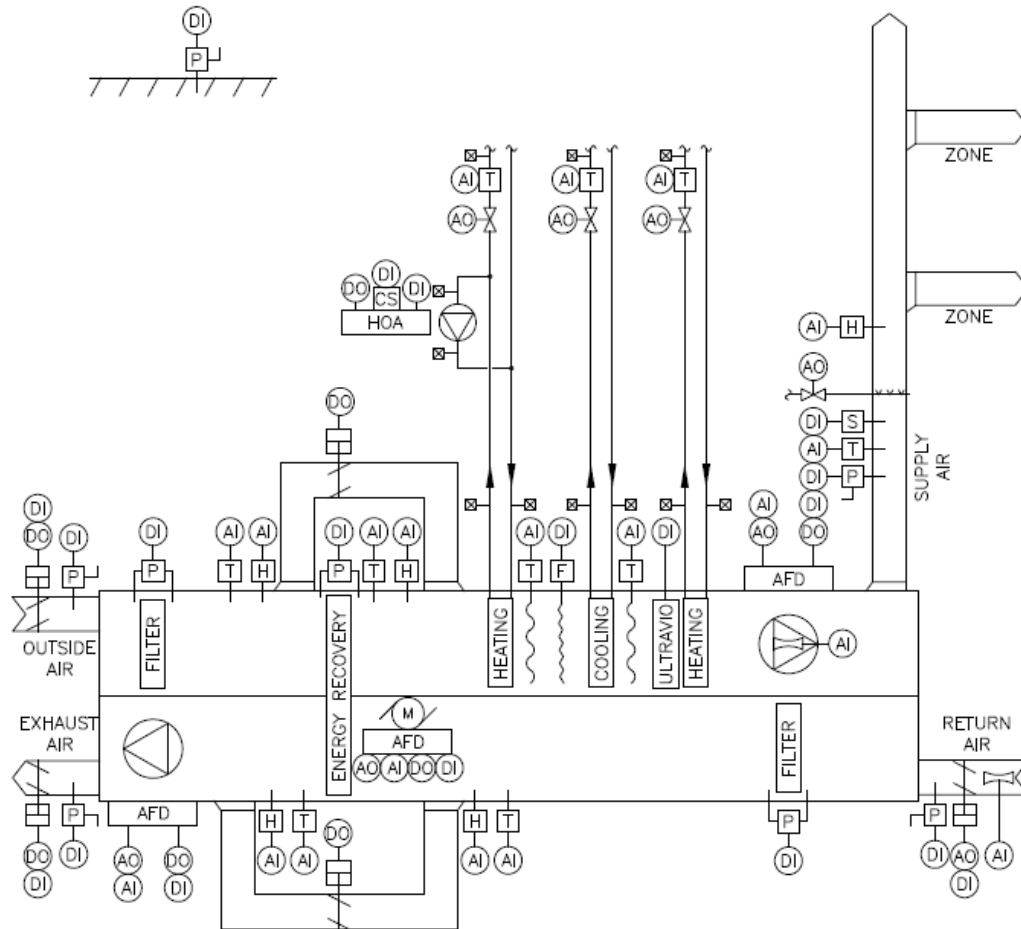 DI
P
ZONE
AI T
AI T
AI T
AO
AO
AO
DI
DO CS DI
HOA
ZONE
AI H
AO
DO
DI S
AI T
DI P
SUPPLY AIR
DI
DO
DI
P
DI
P
AI
T
AI
H
DI
P
AI
T
AI
H
AI
T
DI
F
AI
T
DI
AI
AO
DI
DO
AFD
OUTSIDE
AIR
FILTER
ENERGY RECOVERY
HEATING
COOLING
ULTRAVIO
HEATING
AI
EXHAUST
AIR
M
AFD
AO AI DO DI
FILTER
RETURN
AIR
P
DO
DI
DI
AFD
AO
AI
DO
DI
H
AI
T
AI
DO
H
AI
T
AI
P
DI
P
DI
AO
DI
AI